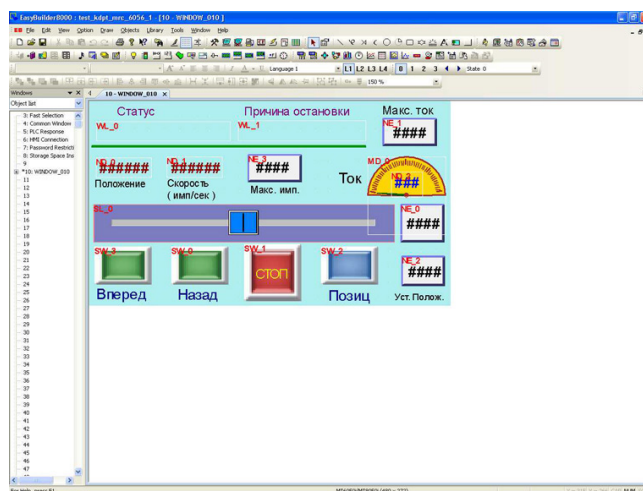 EasyBuilder8000 : test_kdpt_mrc_6056_1 - [10 - WINDOW_010 ]
File Edit View Option Draw Objects Library Tools Window Help
Language 1 L1 L2 L3 L4 0 1 2 3 State 0
150 %
Windows
10 - WINDOW_010 x
Object list
3: Fast Selection
4: Common Window
5: PLC Response
6: HMI Connection
7: Password Restricti
8: Storage Space Ins
9
*10: WINDOW_010
11
12
13
14
15
16
17
18
19
20
21
22
23
24
25
26
27
28
29
30
31
32
33
34
35
36
37
38
39
40
41
42
43
44
45
46
47
Статус Причина остановки Макс. ток
WL_0 WL_1 NE_1
####
ND_0 ND_1 NE_3 MD_0
###### ###### #### Ток ###
Положение Скорость Макс. имп.
( имп/сек )
SL_0 NE_0
####
SW_3 SW_0 SW_1 SW_2 NE_2
СТОП ####
Вперед Назад Позиц Уст. Полож.